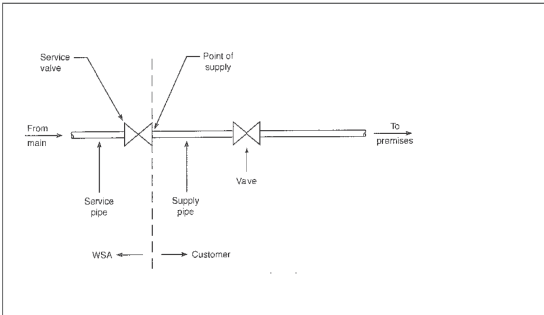 Service
valve
Point of
supply
From
main
To
premises
Vave
Service
pipe
Supply
pipe
WSA
Customer